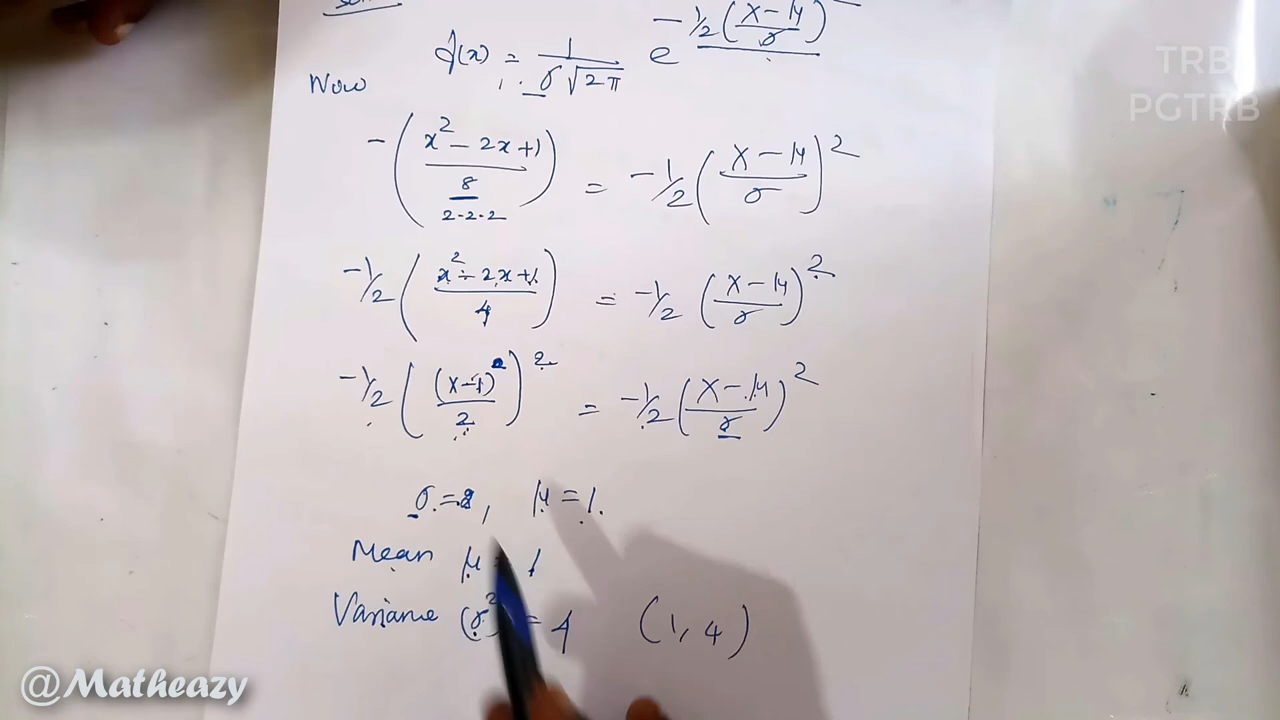 Soln
f(x) = 1/(σ√2π) e^(-1/2((x-μ)/σ)^2)
Now
-((x²-2x+1)/8) = -1/2((x-μ)/σ)²
2-2-2
-1/2((x²-2x+1)/4) = -1/2((x-μ)/σ)²
-1/2((x-1)/2)² = -1/2((x-μ)/σ)²
σ=2, μ=1.
Mean μ = 1
Variance (σ²) = 4 (1, 4)
TRB
PGTRB
@Matheazy